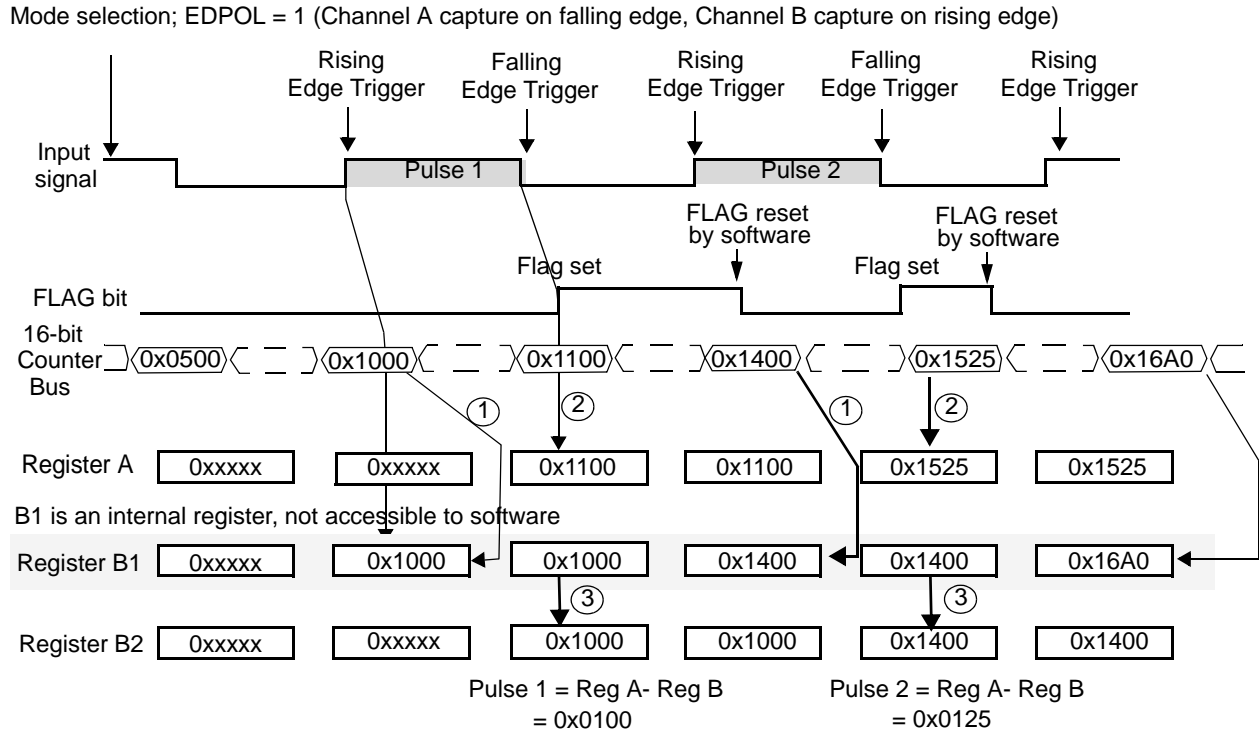 Mode selection; EDPOL = 1 (Channel A capture on falling edge, Channel B capture on rising edge)
Rising Edge Trigger
Falling Edge Trigger
Rising Edge Trigger
Falling Edge Trigger
Rising Edge Trigger
Input signal
Pulse 1
Pulse 2
FLAG reset by software
FLAG reset by software
Flag set
Flag set
FLAG bit
16-bit Counter Bus
0x0500 0x1000 0x1100 0x1400 0x1525 0x16A0
1 2 1 2
Register A 0xxxxx 0xxxxx 0x1100 0x1100 0x1525 0x1525
B1 is an internal register, not accessible to software
Register B1 0xxxxx 0x1000 0x1000 0x1400 0x1400 0x16A0
3 3
Register B2 0xxxxx 0xxxxx 0x1000 0x1000 0x1400 0x1400
Pulse 1 = Reg A- Reg B
= 0x0100
Pulse 2 = Reg A- Reg B
= 0x0125